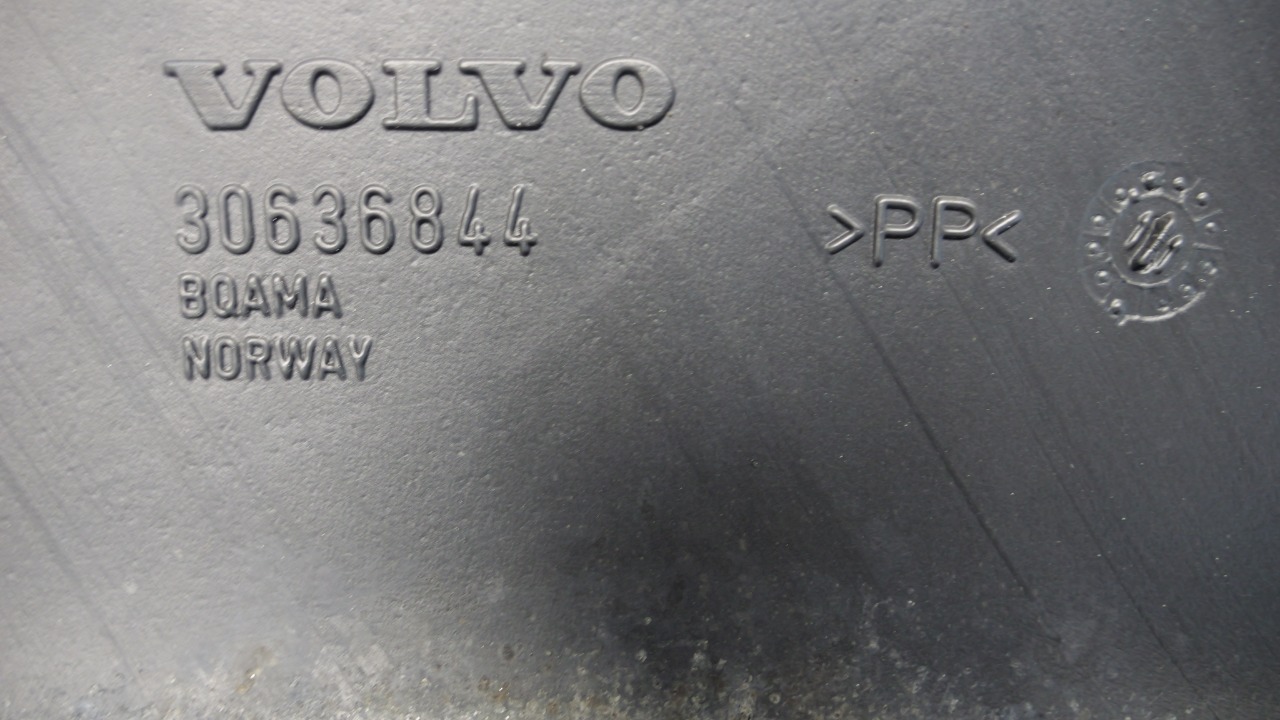 VOLVO
30636844 >PP<
BQAMA
NORWAY